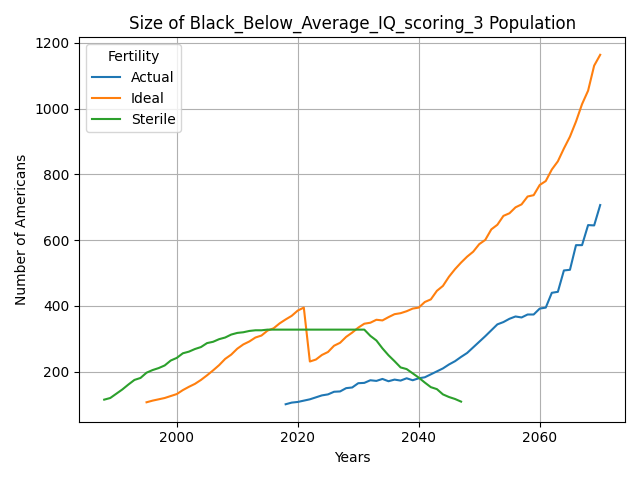 Size of Black_Below_Average_IQ_scoring_3 Population
1200
1000
800
600
400
200
Number of Americans
Fertility
Actual
Ideal
Sterile
2000
2020
2040
2060
Years